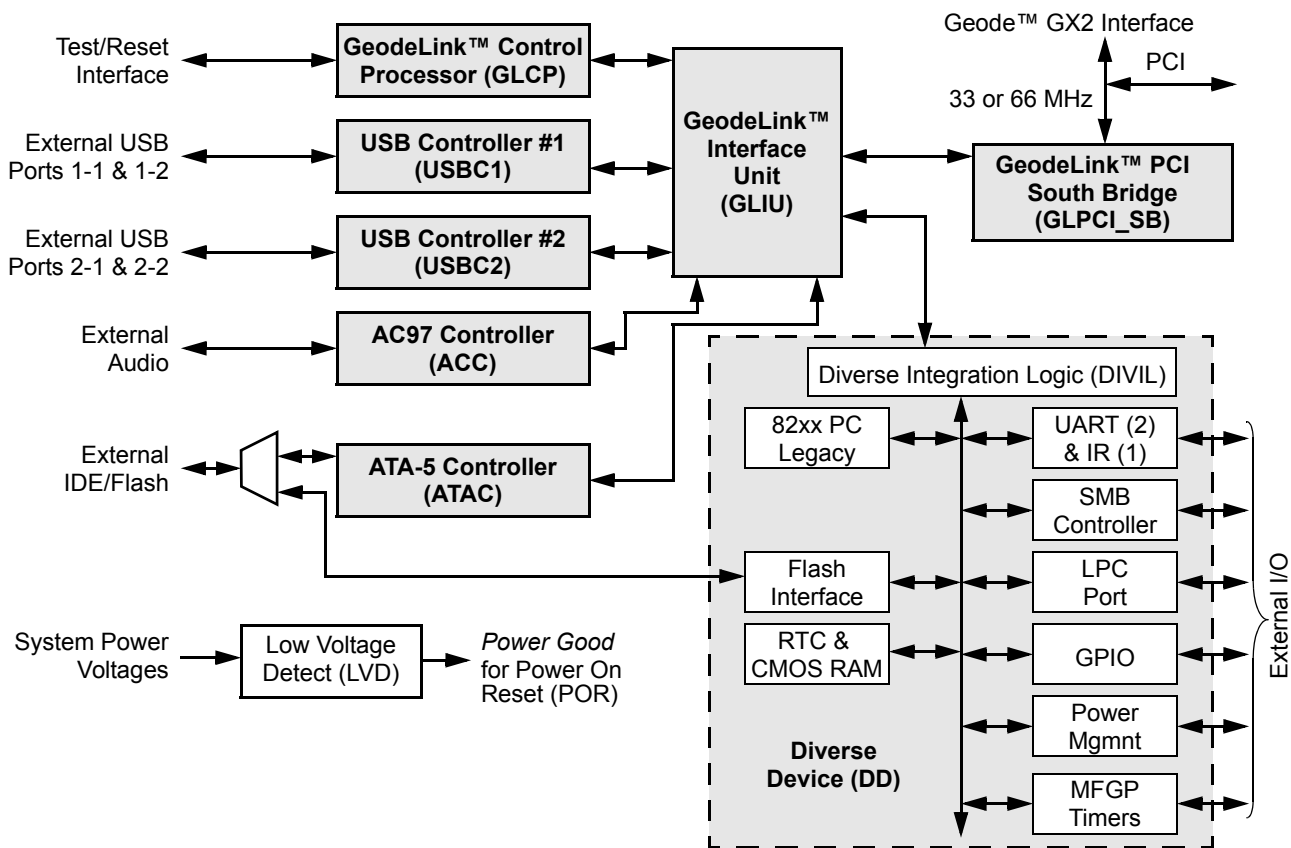 Test/Reset
Interface
GeodeLink™ Control
Processor (GLCP)
External USB
Ports 1-1 & 1-2
USB Controller #1
(USBC1)
External USB
Ports 2-1 & 2-2
USB Controller #2
(USBC2)
External
Audio
AC97 Controller
(ACC)
External
IDE/Flash
ATA-5 Controller
(ATAC)
GeodeLink™
Interface
Unit
(GLIU)
Geode™ GX2 Interface
PCI
33 or 66 MHz
GeodeLink™ PCI
South Bridge
(GLPCI_SB)
Diverse Integration Logic (DIVIL)
82xx PC
Legacy
UART (2)
& IR (1)
SMB
Controller
Flash
Interface
LPC
Port
RTC &
CMOS RAM
GPIO
Power
Mgmnt
MFGP
Timers
Diverse
Device (DD)
External I/O
System Power
Voltages
Low Voltage
Detect (LVD)
Power Good
for Power On
Reset (POR)